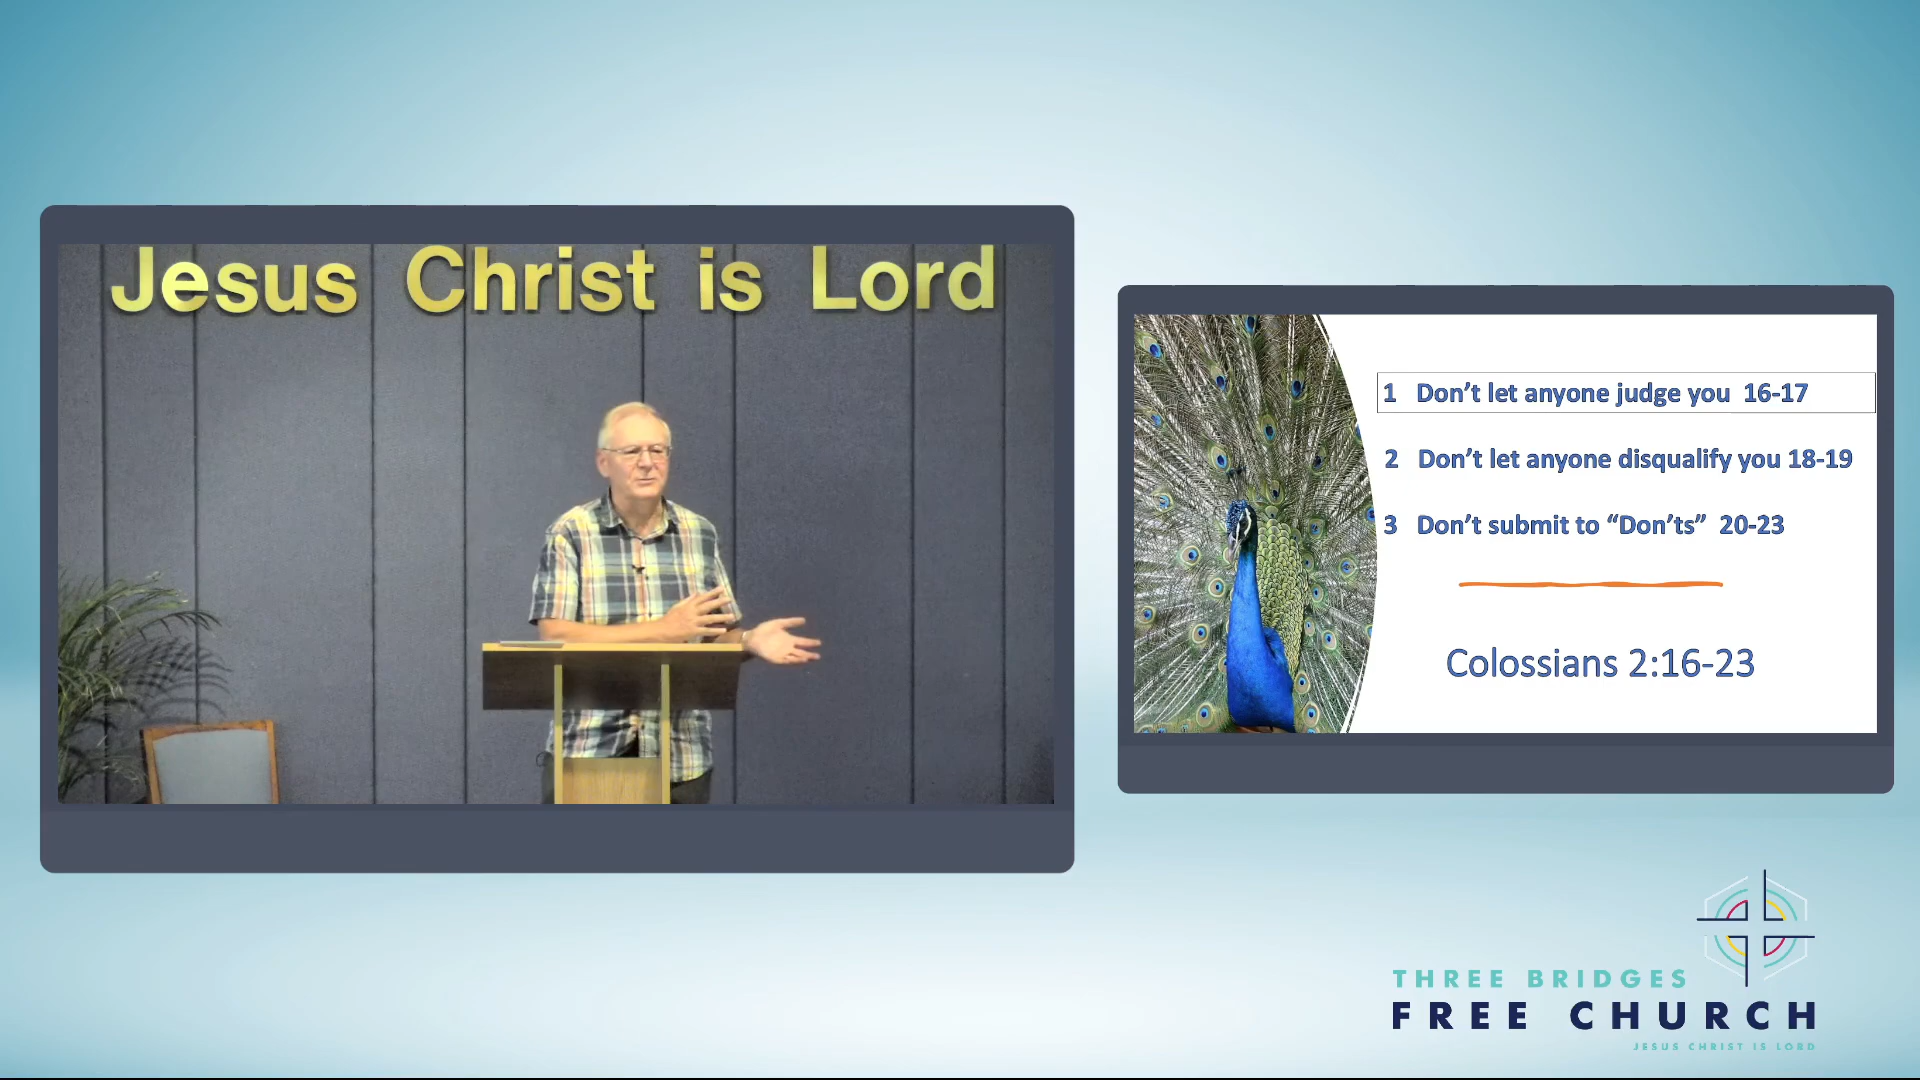 Jesus Christ is Lord
1 Don’t let anyone judge you 16-17
2 Don’t let anyone disqualify you 18-19
3 Don’t submit to “Don’ts” 20-23
Colossians 2:16-23
THREE BRIDGES
FREE CHURCH
JESUS CHRIST IS LORD